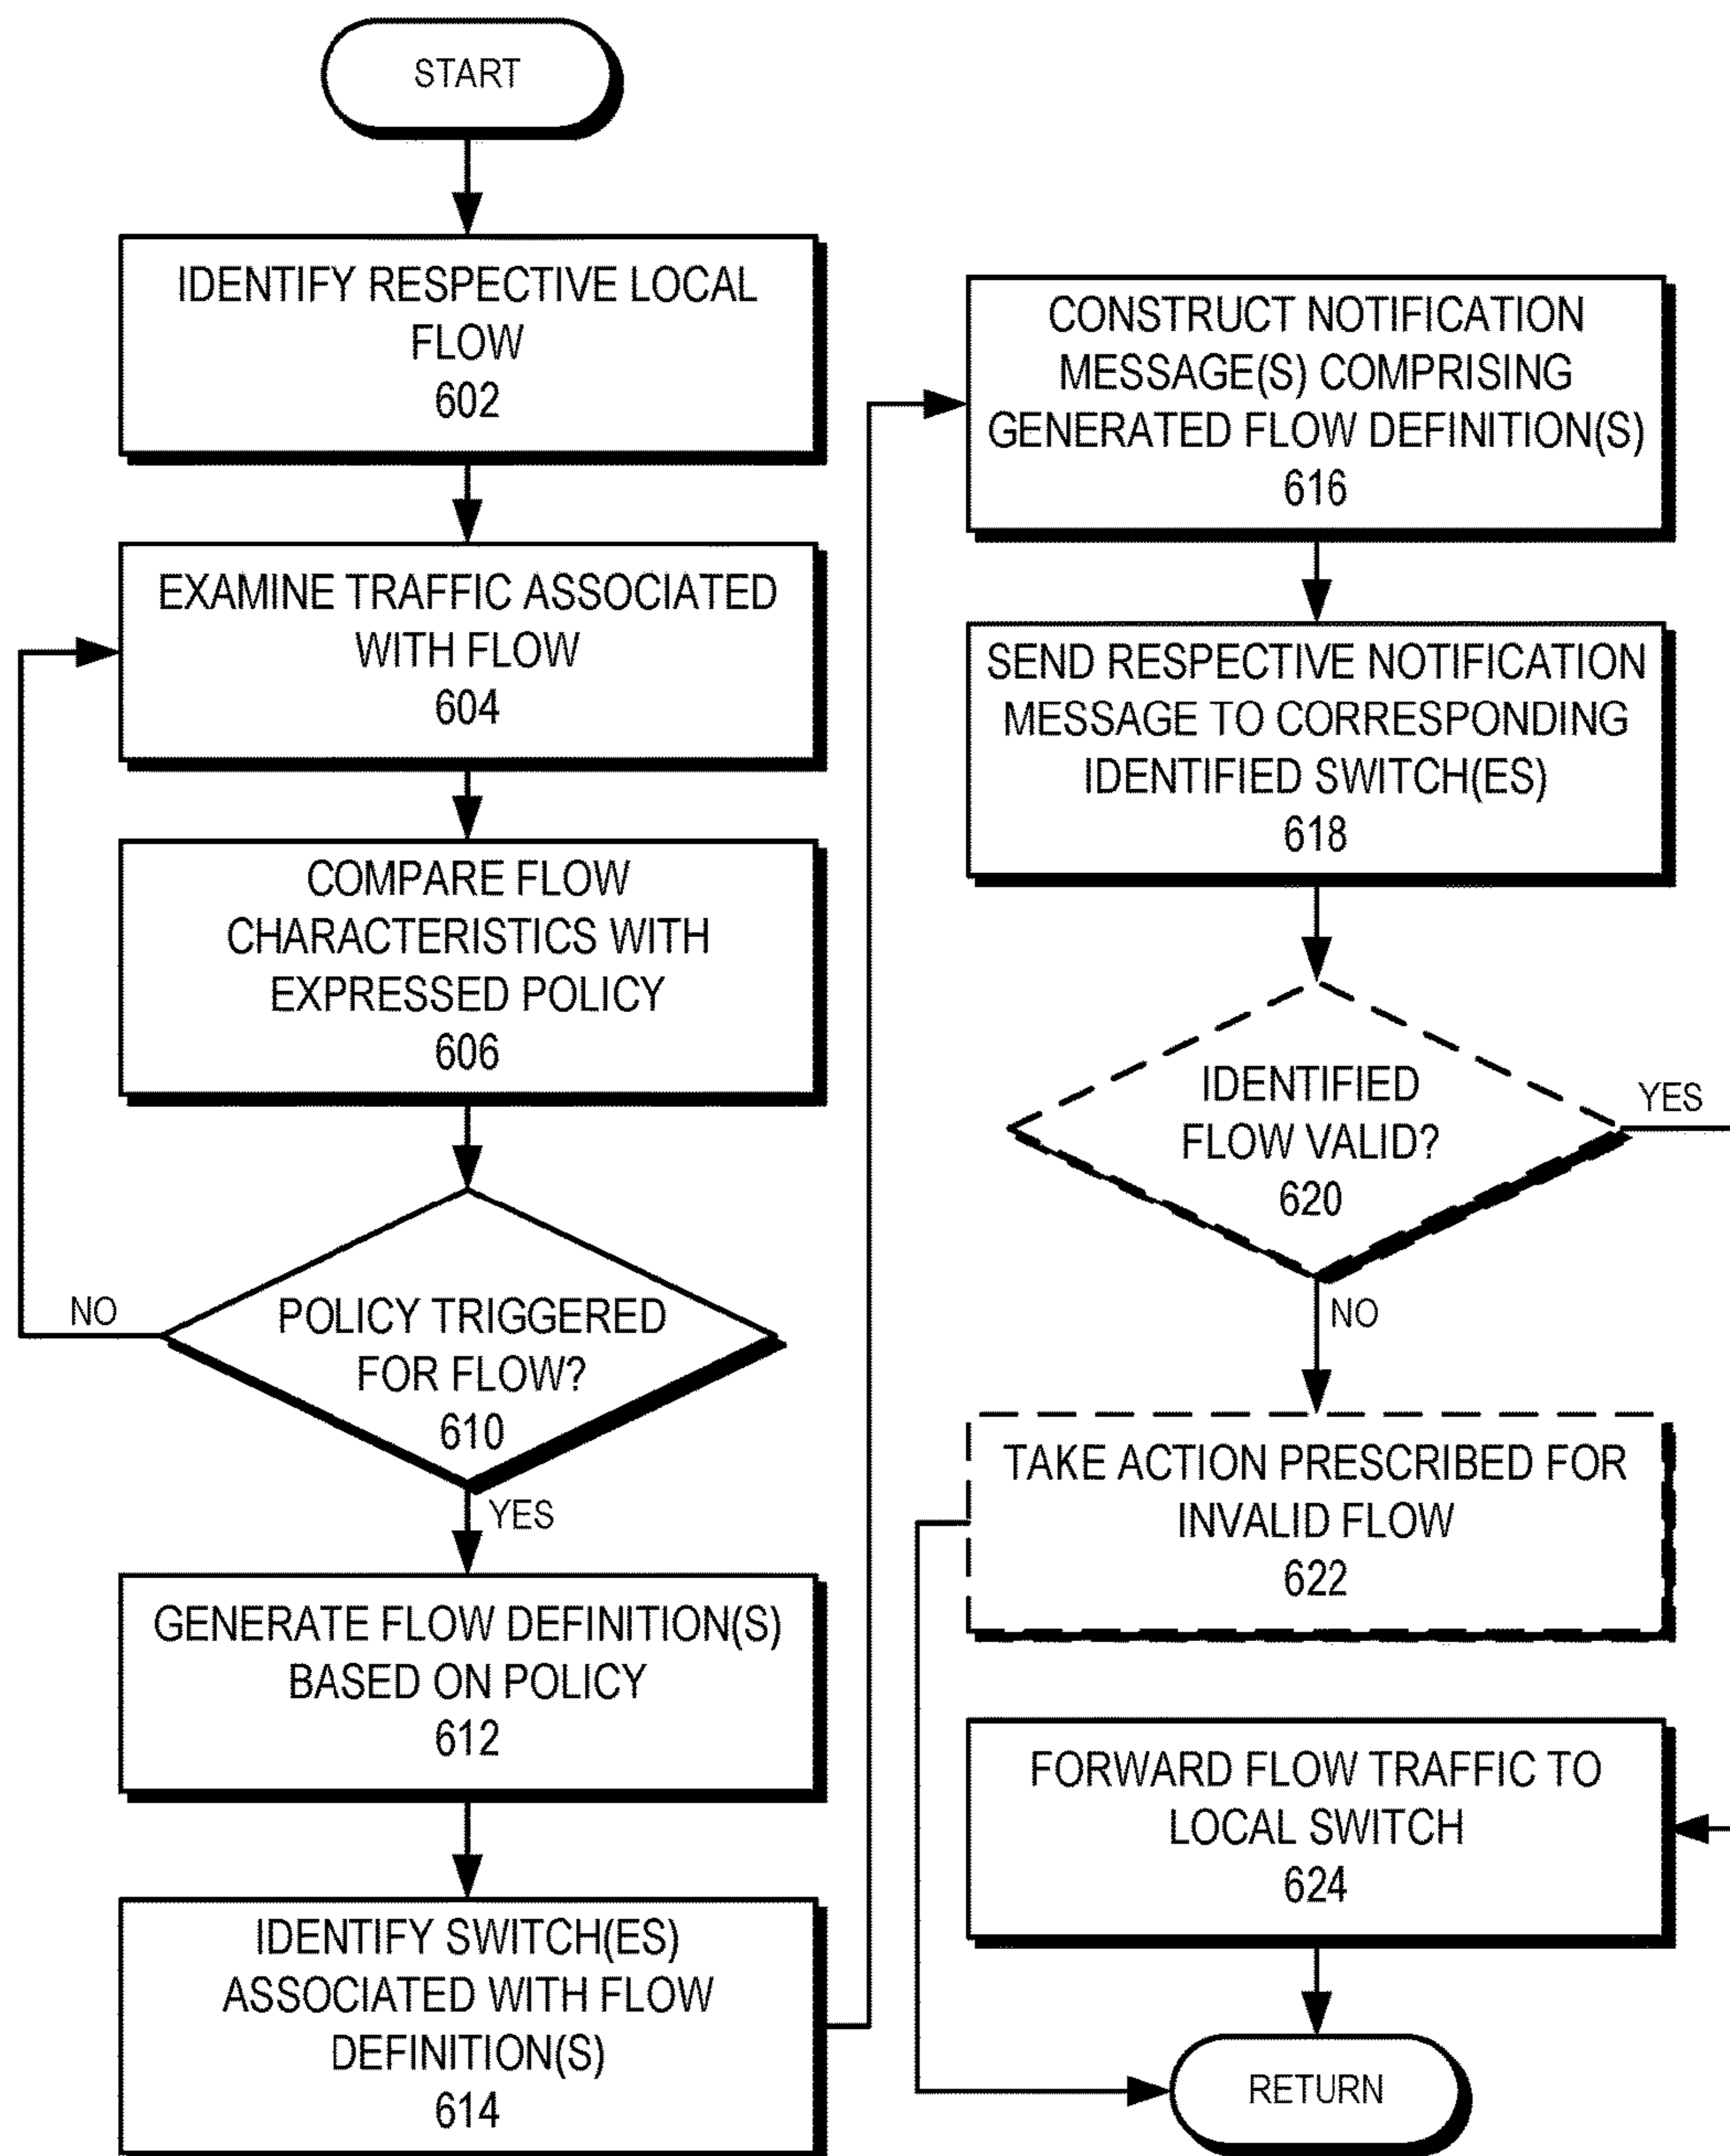 START
IDENTIFY RESPECTIVE LOCAL
FLOW
602
EXAMINE TRAFFIC ASSOCIATED
WITH FLOW
604
COMPARE FLOW
CHARACTERISTICS WITH
EXPRESSED POLICY
606
NO
POLICY TRIGGERED
FOR FLOW?
610
YES
GENERATE FLOW DEFINITION(S)
BASED ON POLICY
612
IDENTIFY SWITCH(ES)
ASSOCIATED WITH FLOW
DEFINITION(S)
614
CONSTRUCT NOTIFICATION
MESSAGE(S) COMPRISING
GENERATED FLOW DEFINITION(S)
616
SEND RESPECTIVE NOTIFICATION
MESSAGE TO CORRESPONDING
IDENTIFIED SWITCH(ES)
618
IDENTIFIED
FLOW VALID?
620
YES
NO
TAKE ACTION PRESCRIBED FOR
INVALID FLOW
622
FORWARD FLOW TRAFFIC TO
LOCAL SWITCH
624
RETURN